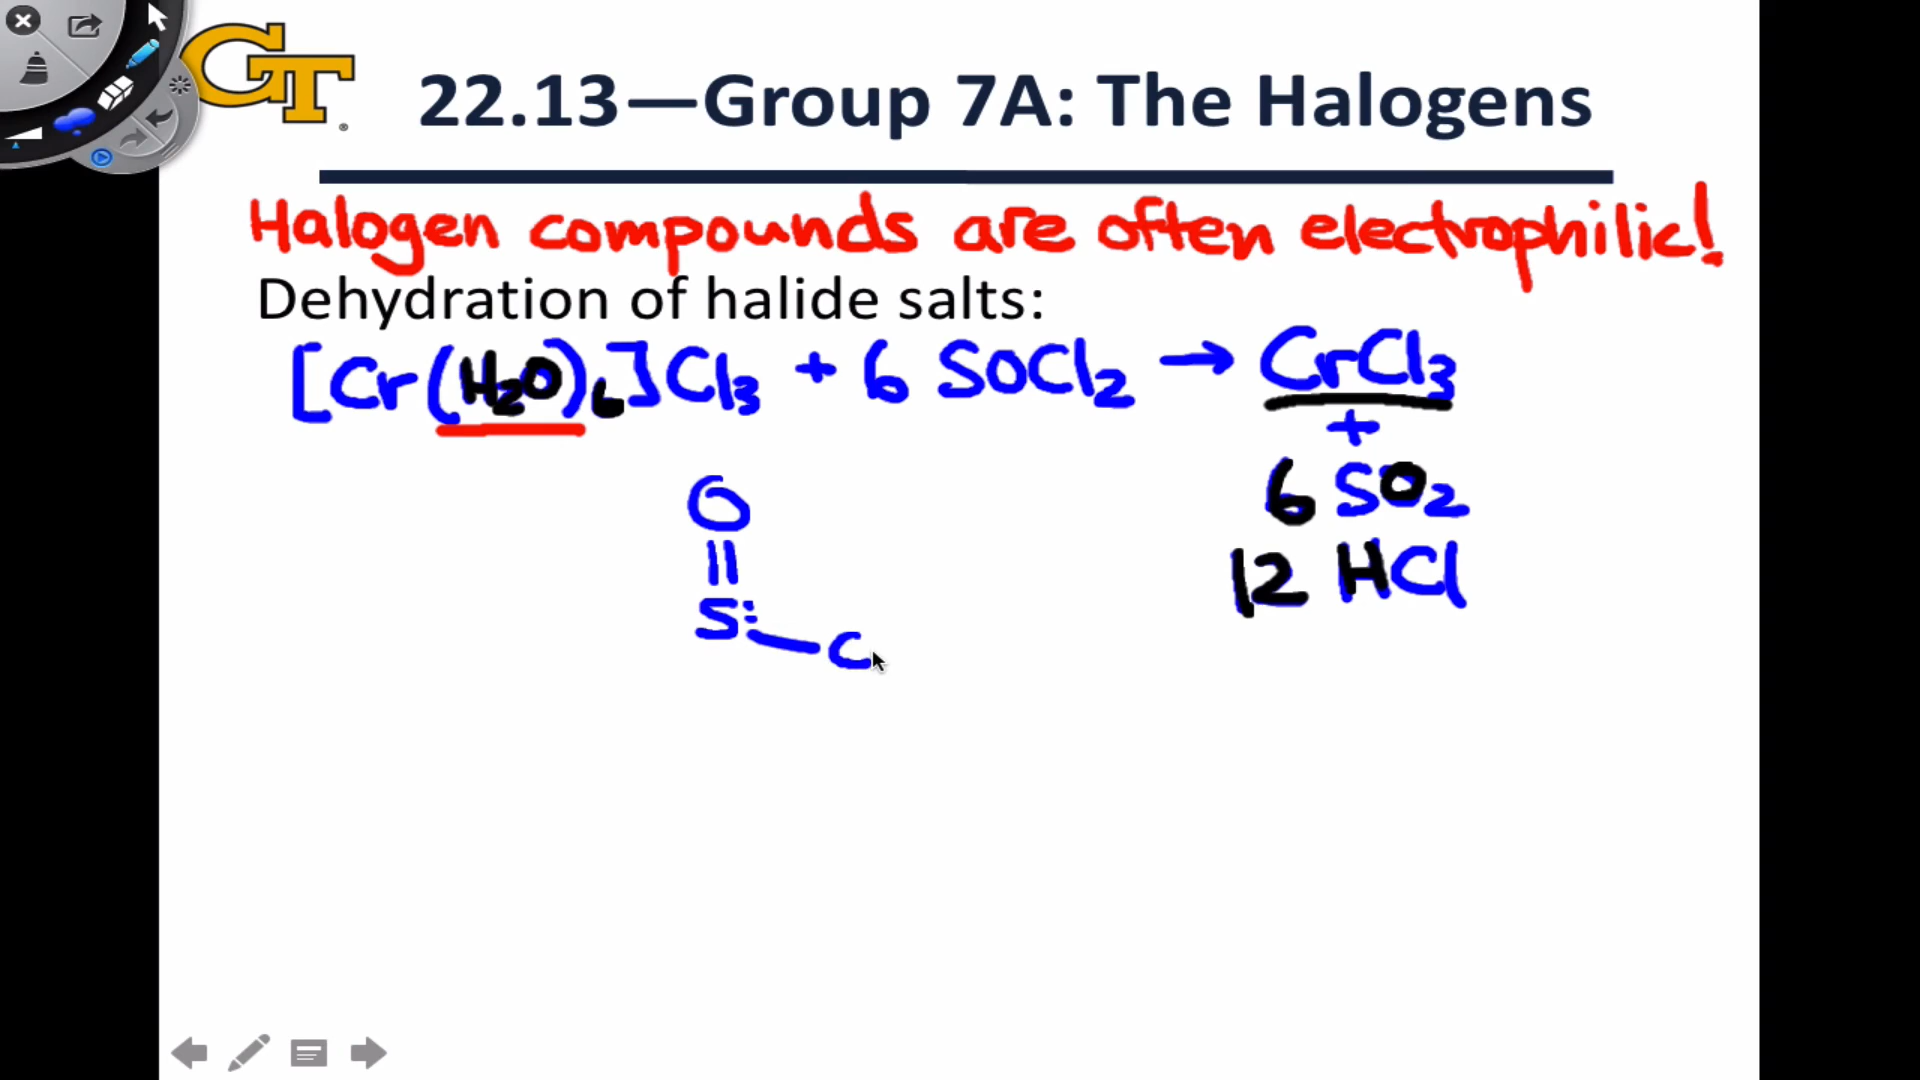 GT
22.13—Group 7A: The Halogens
Halogen compounds are often electrophilic!
Dehydration of halide salts:
[Cr(H₂O)₆]Cl₃ + 6 SOCl₂ → CrCl₃
+
6 SO₂
12 HCl
O
||
S:
C